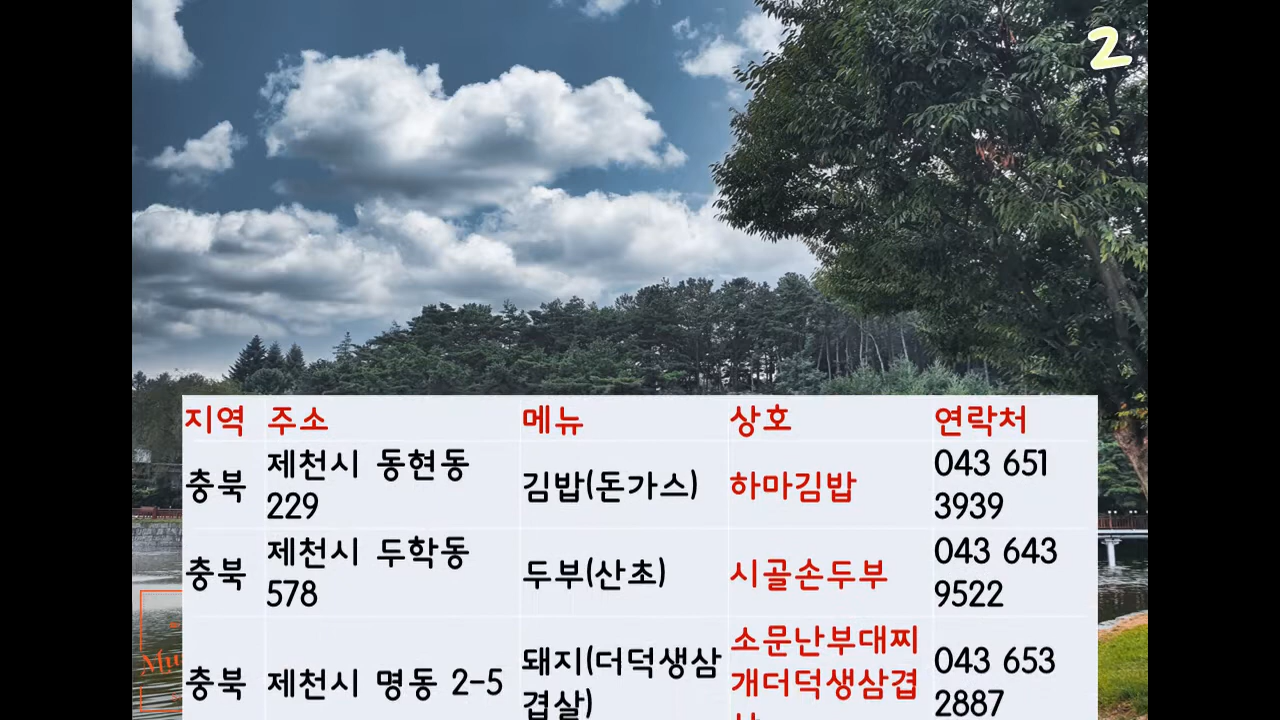 2
지역 주소 메뉴 상호 연락처
충북 제천시 동현동 229 김밥(돈가스) 하마김밥 043 651 3939
충북 제천시 두학동 578 두부(산초) 시골손두부 043 643 9522
충북 제천시 명동 2-5 돼지(더덕생삼겹살) 소문난부대찌개더덕생삼겹 043 653 2887